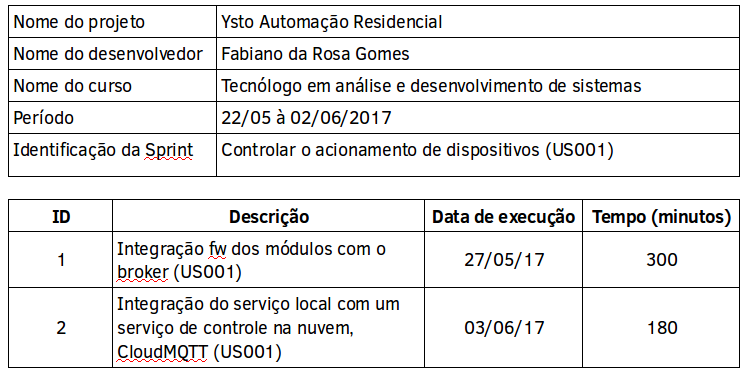 Nome do projeto Ysto Automação Residencial
Nome do desenvolvedor Fabiano da Rosa Gomes
Nome do curso Tecnólogo em análise e desenvolvimento de sistemas
Período 22/05 à 02/06/2017
Identificação da Sprint Controlar o acionamento de dispositivos (US001)
ID Descrição Data de execução Tempo (minutos)
1 Integração fw dos módulos com o broker (US001) 27/05/17 300
2 Integração do serviço local com um serviço de controle na nuvem, CloudMQTT (US001) 03/06/17 180